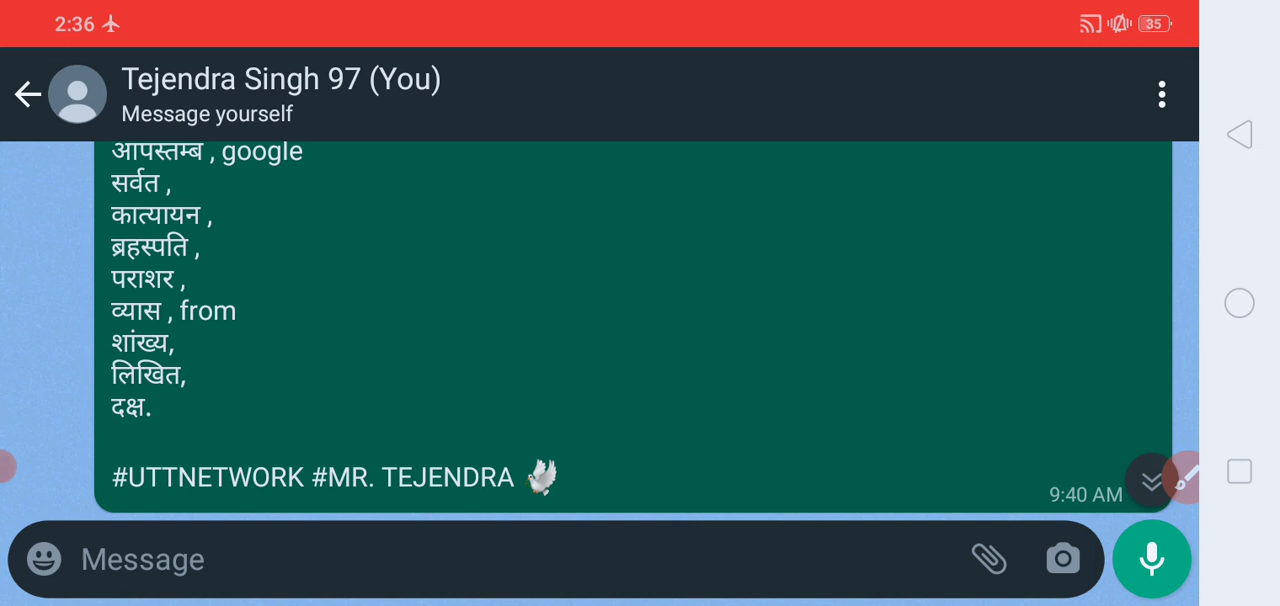 2:36
35
Tejendra Singh 97 (You)
Message yourself
आपस्तम्ब , google
सर्वत ,
कात्यायन ,
ब्रहस्पति ,
पराशर ,
व्यास , from
शांख्य,
लिखित,
दक्ष.
#UTTNETWORK #MR. TEJENDRA 🕊️
9:40 AM
Message